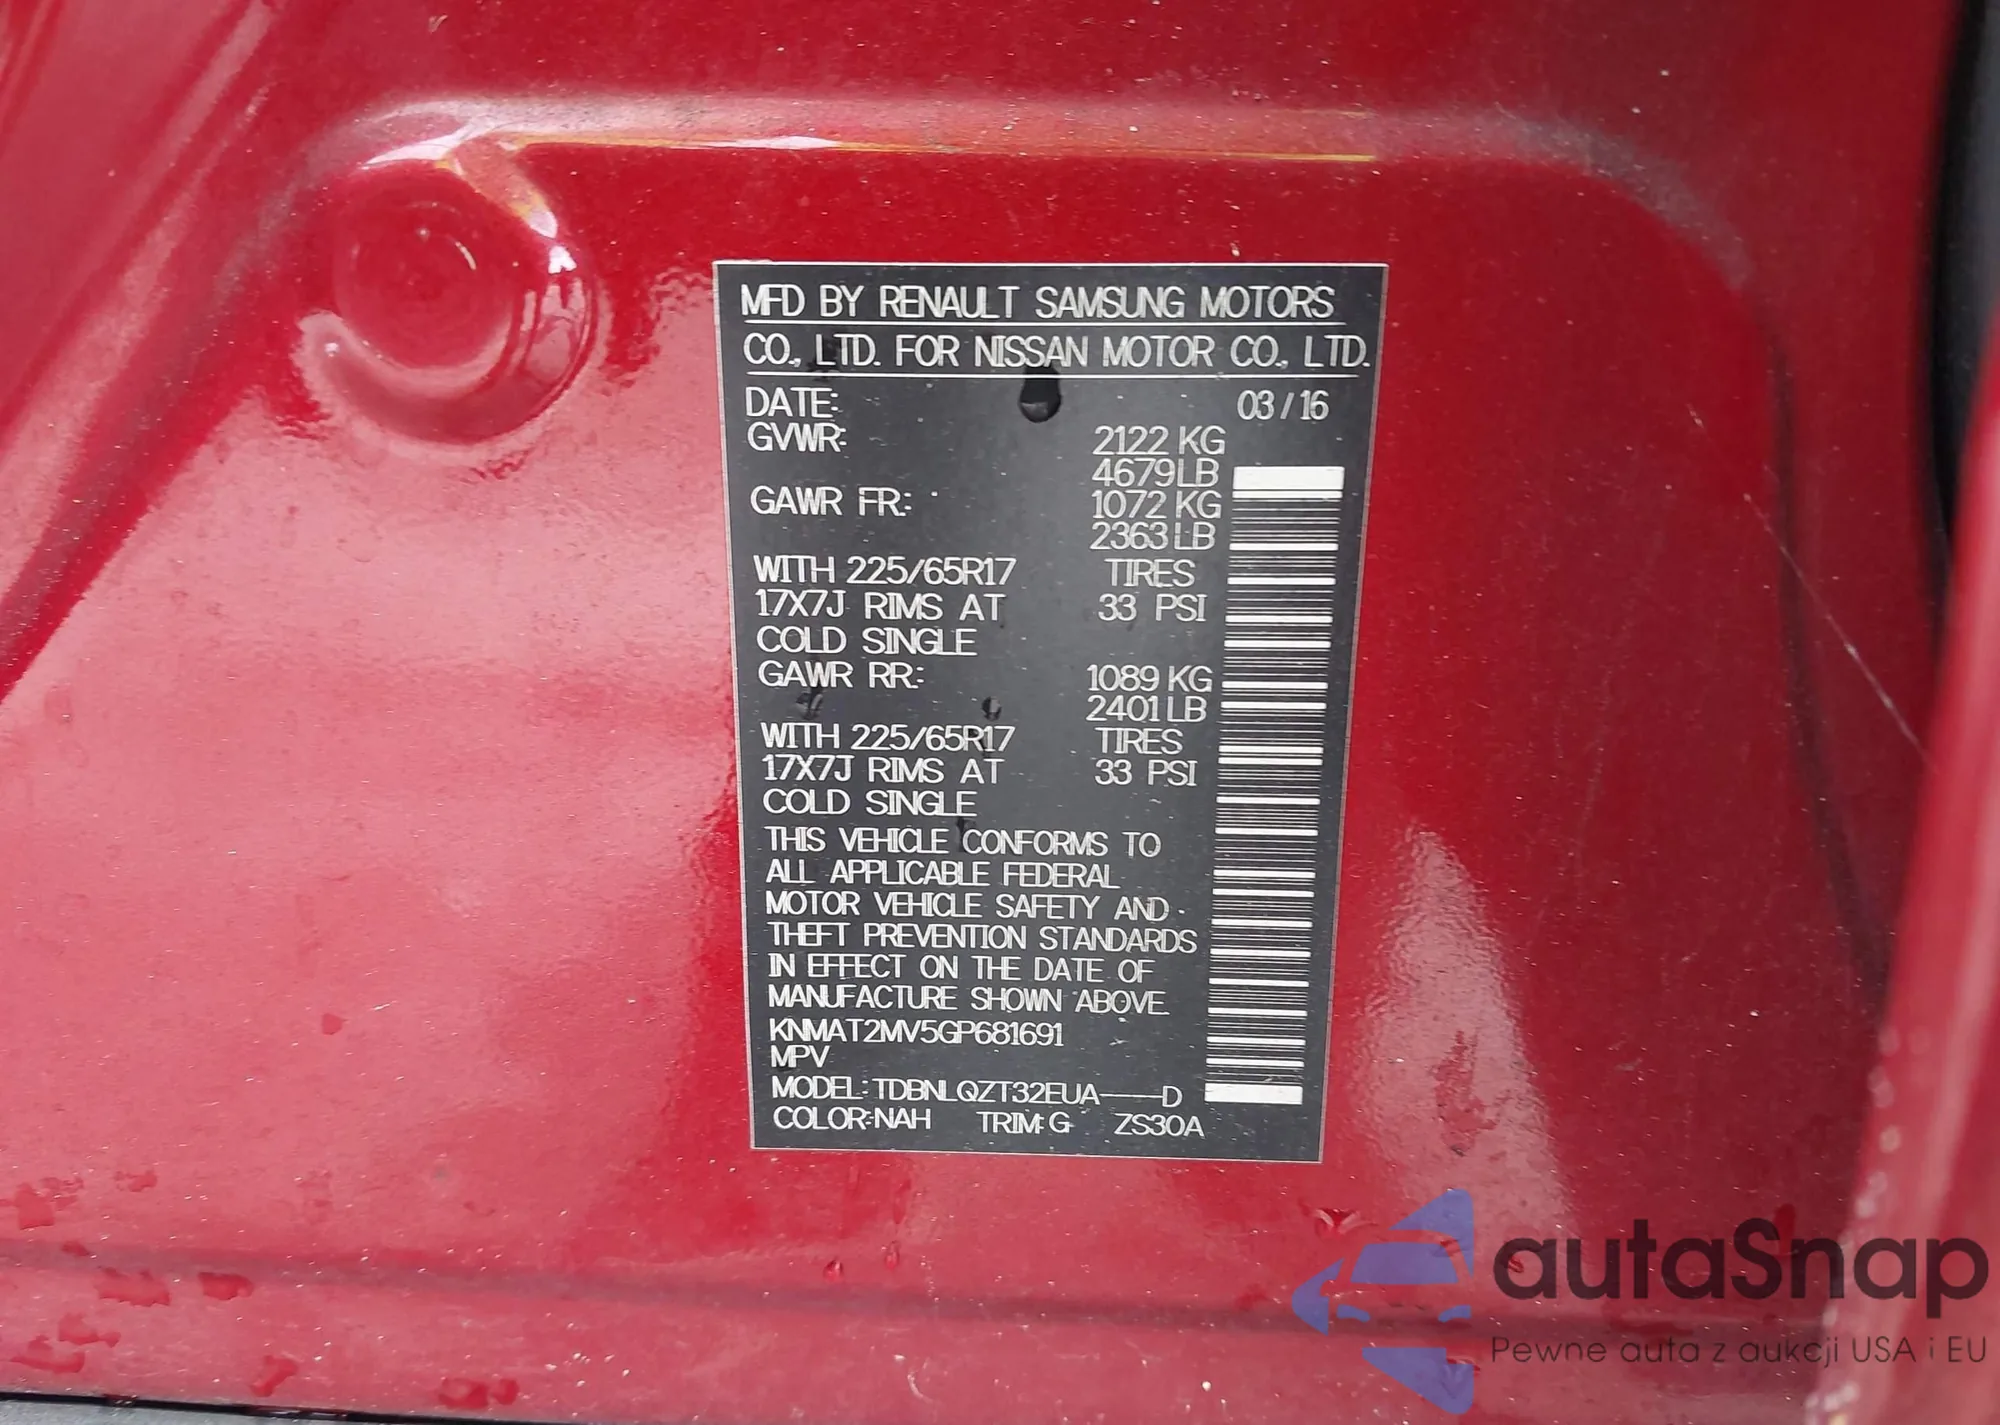 MFD BY RENAULT SAMSUNG MOTORS
CO., LTD. FOR NISSAN MOTOR CO., LTD.
DATE: 03/16
GVWR: 2122 KG
4679 LB
GAWR FR: 1072 KG
2363 LB
WITH 225/65R17 TIRES
17X7J RIMS AT 33 PSI
COLD SINGLE
GAWR RR: 1089 KG
2401 LB
WITH 225/65R17 TIRES
17X7J RIMS AT 33 PSI
COLD SINGLE
THIS VEHICLE CONFORMS TO
ALL APPLICABLE FEDERAL
MOTOR VEHICLE SAFETY AND
THEFT PREVENTION STANDARDS
IN EFFECT ON THE DATE OF
MANUFACTURE SHOWN ABOVE.
KNMAT2MV5GP681691
MPV
MODEL: TDBNLQZT32EUA----D
COLOR:NAH TRIM:G ZS30A
autaSnap
Pewne auta z aukcji USA i EU